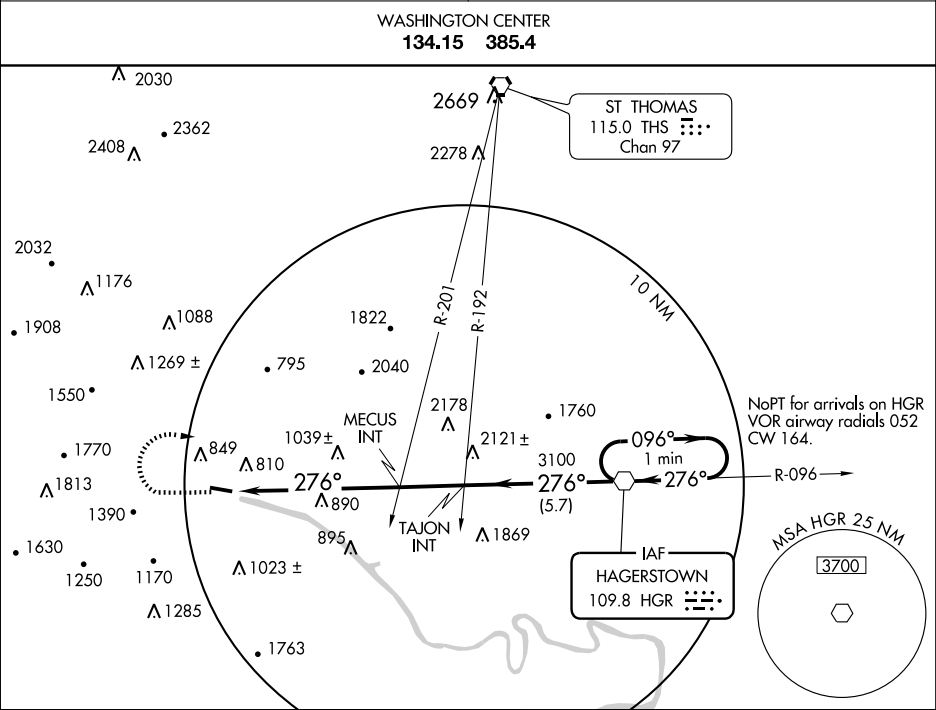 WASHINGTON CENTER
134.15 385.4
2030
2669
ST THOMAS
115.0 THS
Chan 97
2362
2408
2278
2032
1176
10 NM
1908
1088
R-201
R-192
1822
1269 ±
795
2040
1550
NoPT for arrivals on HGR
VOR airway radials 052
CW 164.
2178
1760
MECUS
INT
1039±
2121±
096°
1770
849
810
3100
1 min
R-096
1813
276°
276°
276°
890
(5.7)
1390
TAJON
INT
1869
895
MSA HGR 25 NM
1630
IAF
3700
1250
1170
1023 ±
HAGERSTOWN
109.8 HGR
1285
1763